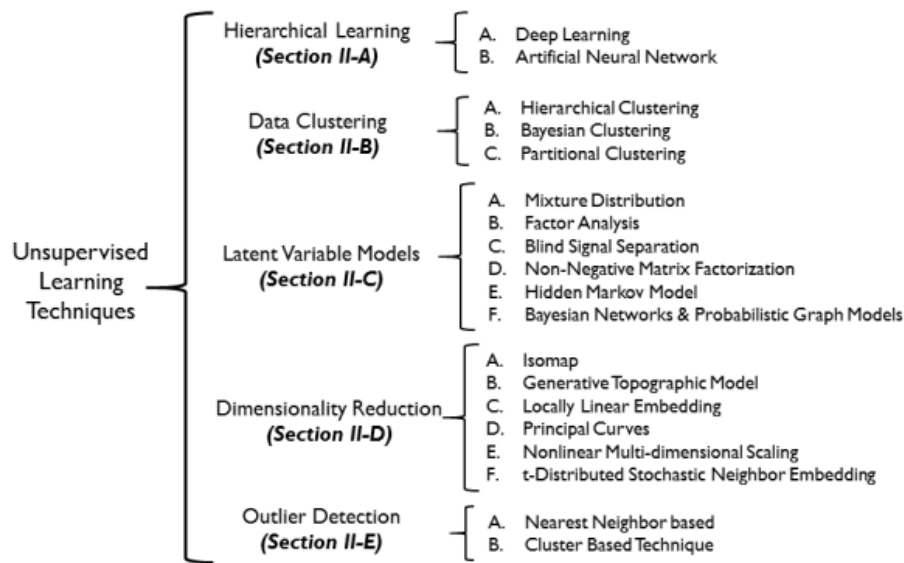 Unsupervised
Learning
Techniques
Hierarchical Learning
(Section II-A)
A. Deep Learning
B. Artificial Neural Network
Data Clustering
(Section II-B)
A. Hierarchical Clustering
B. Bayesian Clustering
C. Partitional Clustering
Latent Variable Models
(Section II-C)
A. Mixture Distribution
B. Factor Analysis
C. Blind Signal Separation
D. Non-Negative Matrix Factorization
E. Hidden Markov Model
F. Bayesian Networks & Probabilistic Graph Models
Dimensionality Reduction
(Section II-D)
A. Isomap
B. Generative Topographic Model
C. Locally Linear Embedding
D. Principal Curves
E. Nonlinear Multi-dimensional Scaling
F. t-Distributed Stochastic Neighbor Embedding
Outlier Detection
(Section II-E)
A. Nearest Neighbor based
B. Cluster Based Technique